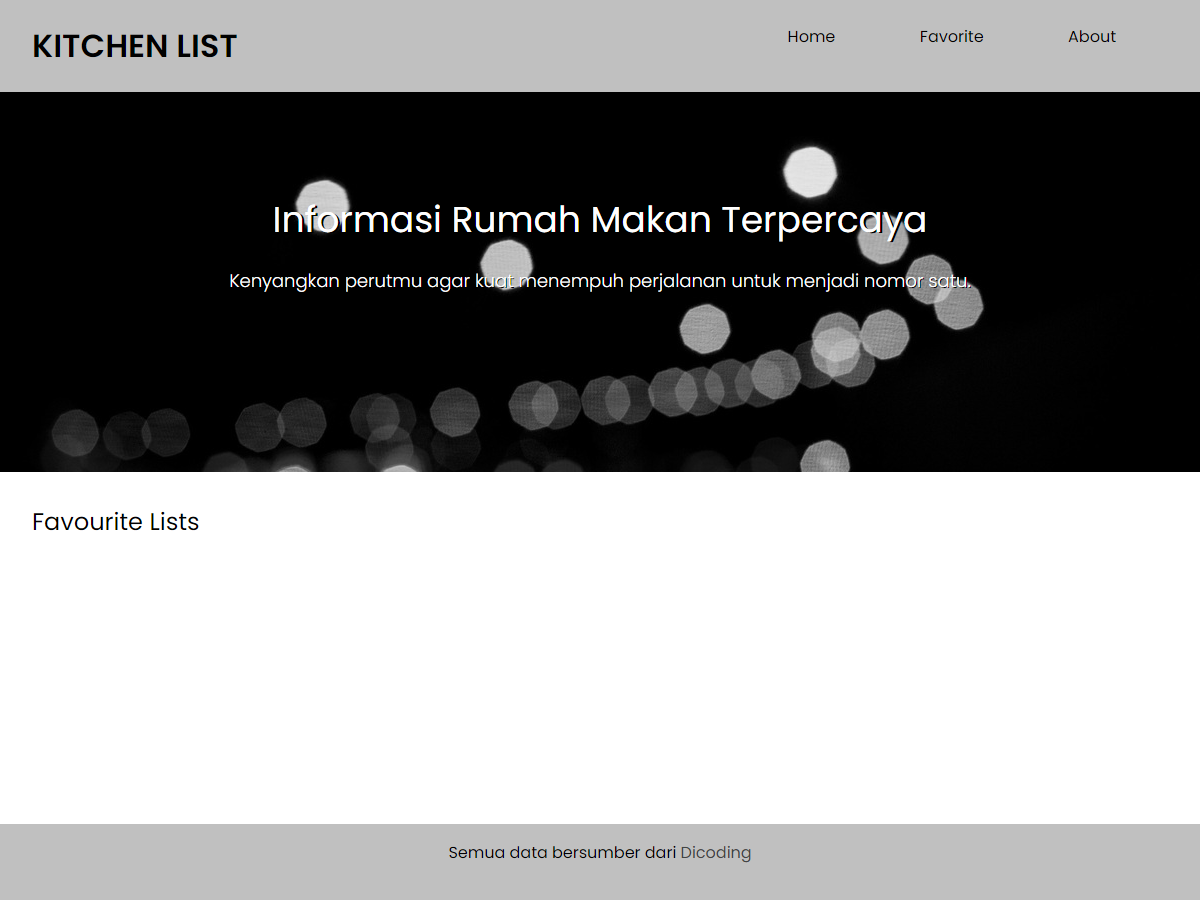 KITCHEN LIST
Home
Favorite
About
Informasi Rumah Makan Terpercaya
Kenyangkan perutmu agar kuat menempuh perjalanan untuk menjadi nomor satu.
Favourite Lists
Semua data bersumber dari Dicoding